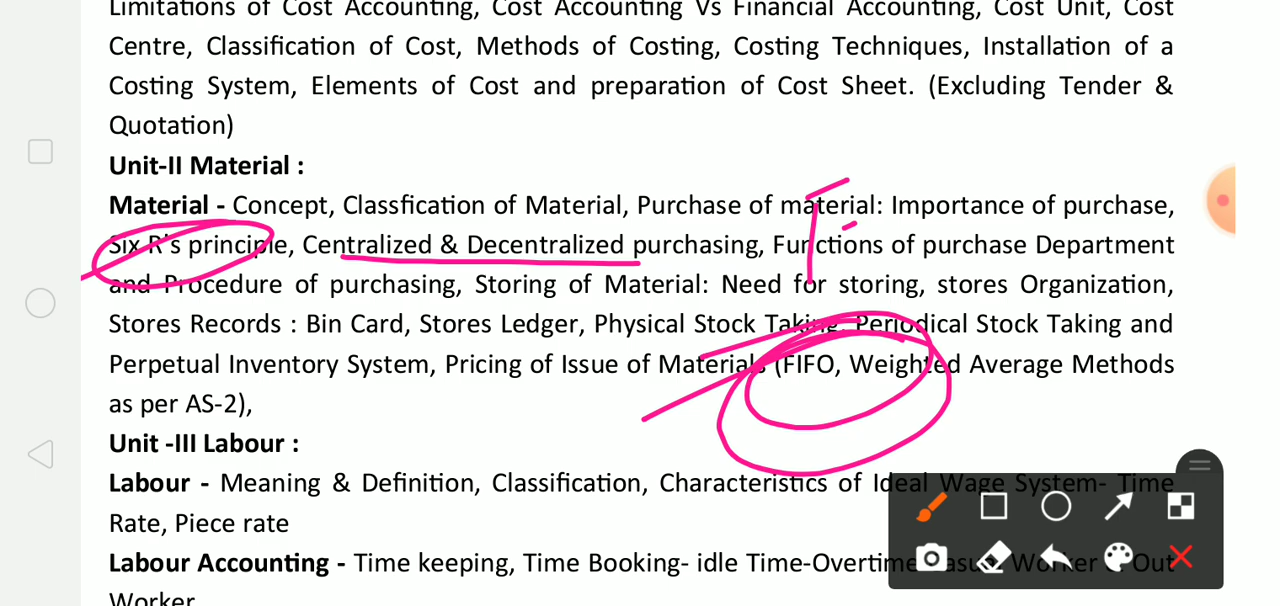 Limitations of Cost Accounting, Cost Accounting Vs Financial Accounting, Cost Unit, Cost
Centre, Classification of Cost, Methods of Costing, Costing Techniques, Installation of a
Costing System, Elements of Cost and preparation of Cost Sheet. (Excluding Tender &
Quotation)
Unit-II Material :
Material - Concept, Classfication of Material, Purchase of material: Importance of purchase,
Six R's principle, Centralized & Decentralized purchasing, Functions of purchase Department
and Procedure of purchasing, Storing of Material: Need for storing, stores Organization,
Stores Records : Bin Card, Stores Ledger, Physical Stock Taking, Periodical Stock Taking and
Perpetual Inventory System, Pricing of Issue of Materials (FIFO, Weighted Average Methods
as per AS-2),
Unit -III Labour :
Labour - Meaning & Definition, Classification, Characteristics of Ideal Wage System- Time
Rate, Piece rate
Labour Accounting - Time keeping, Time Booking- idle Time-Overtime Worker Out
Worker